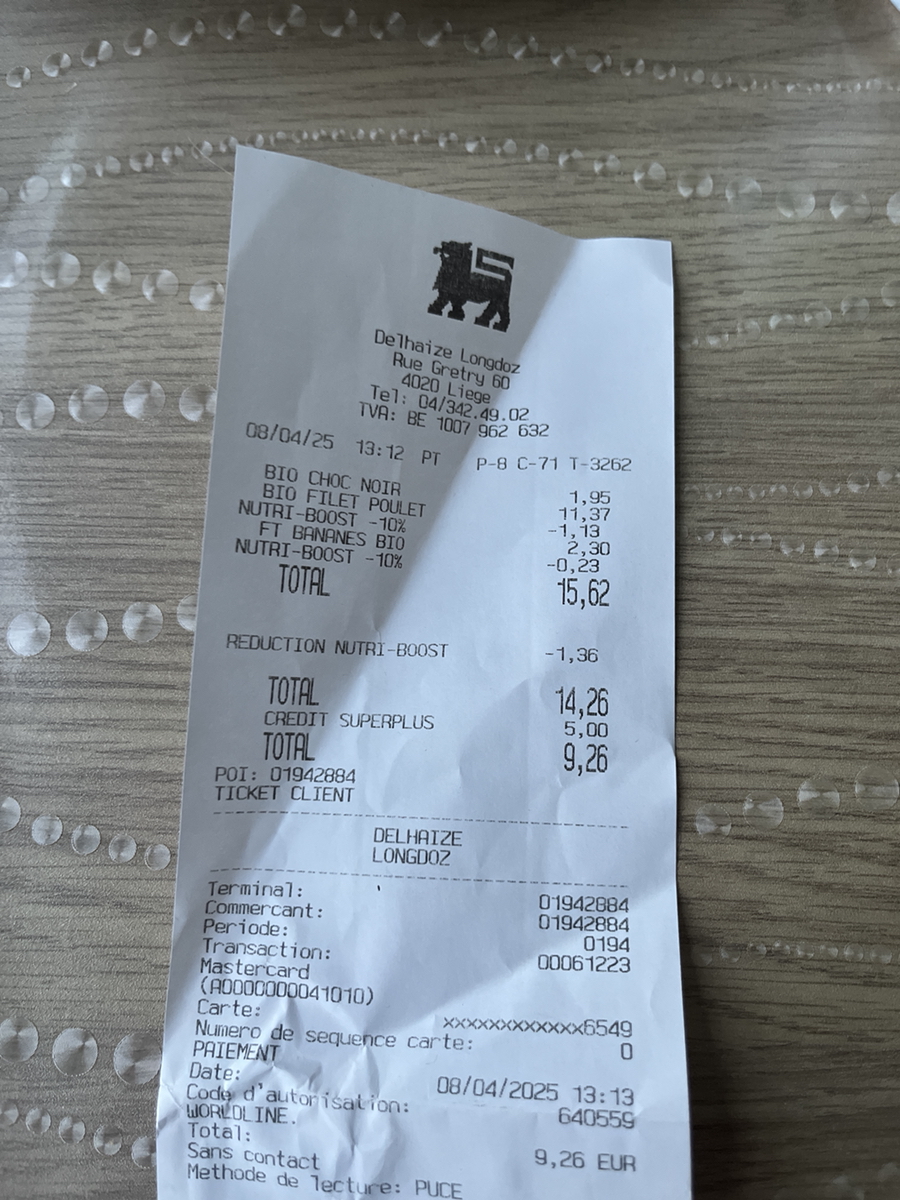 Delhaize Longdoz
Rue Gretry 60
4020 Liege
Tel: 04/342.49.02
TVA: BE 1007 962 632
08/04/25 13:12 PT P-8 C-71 T-3262
BIO CHOC NOIR 1,95
BIO FILET POULET 11,37
NUTRI-BOOST -10% -1,13
FT BANANES BIO 2,30
NUTRI-BOOST -10% -0,23
TOTAL 15,62
REDUCTION NUTRI-BOOST -1,36
TOTAL 14,26
CREDIT SUPERPLUS 5,00
TOTAL 9,26
POI: 01942884
TICKET CLIENT
DELHAIZE
LONGDOZ
Terminal: 01942884
Commercant: 01942884
Periode: 0194
Transaction: 00061223
Mastercard
(A0000000041010)
Carte: xxxxxxxxxxxx6549
Numero de sequence carte: 0
PAIEMENT
Date: 08/04/2025 13:13
Code d'autorisation: 640559
WORLDLINE.
Total: 9,26 EUR
Sans contact
Methode de lecture: PUCE